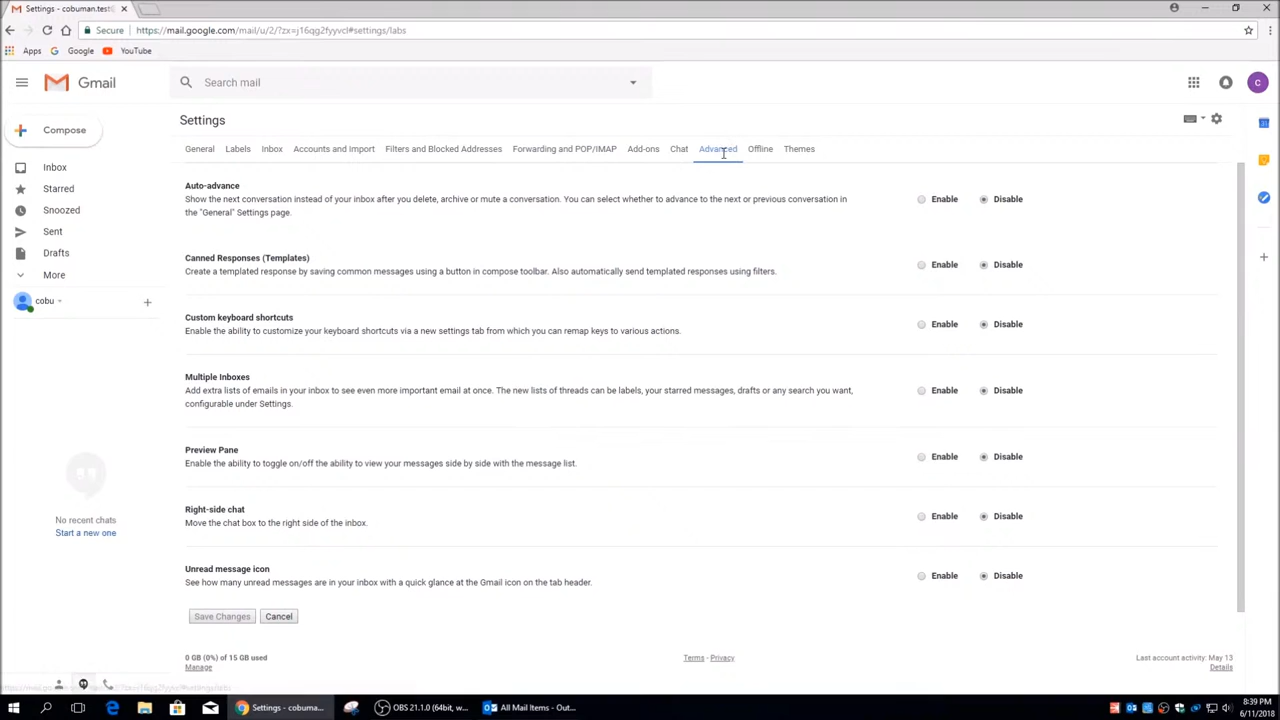 Settings - cobuman.test
Secure
https://mail.google.com/mail/u/2/?zx=j16qg2fyyvcl#settings/labs
Apps
Google
YouTube
Gmail
Search mail
C
Compose
Settings
General
Labels
Inbox
Accounts and Import
Filters and Blocked Addresses
Forwarding and POP/IMAP
Add-ons
Chat
Advanced
Offline
Themes
Inbox
Starred
Snoozed
Sent
Drafts
More
cobu
No recent chats
Start a new one
Auto-advance
Show the next conversation instead of your inbox after you delete, archive or mute a conversation. You can select whether to advance to the next or previous conversation in
the "General" Settings page.
Enable Disable
Canned Responses (Templates)
Create a templated response by saving common messages using a button in compose toolbar. Also automatically send templated responses using filters.
Enable Disable
Custom keyboard shortcuts
Enable the ability to customize your keyboard shortcuts via a new settings tab from which you can remap keys to various actions.
Enable Disable
Multiple Inboxes
Add extra lists of emails in your inbox to see even more important email at once. The new lists of threads can be labels, your starred messages, drafts or any search you want,
configurable under Settings.
Enable Disable
Preview Pane
Enable the ability to toggle on/off the ability to view your messages side by side with the message list.
Enable Disable
Right-side chat
Move the chat box to the right side of the inbox.
Enable Disable
Unread message icon
See how many unread messages are in your inbox with a quick glance at the Gmail icon on the tab header.
Enable Disable
Save Changes
Cancel
0 GB (0%) of 15 GB used
Manage
Terms - Privacy
Last account activity: May 13
Details
Settings - cobuma...
OBS 21.1.0 (64bit, w...
All Mail Items - Out...
8:39 PM
6/11/2018